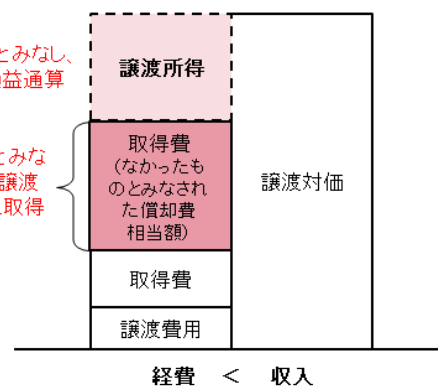 とみなし、
益通算
譲渡所得
とみな
譲渡
取得
取得費
(なかったも
のとみなされ
た償却費
相当額)
譲渡対価
取得費
譲渡費用
経費 < 収入